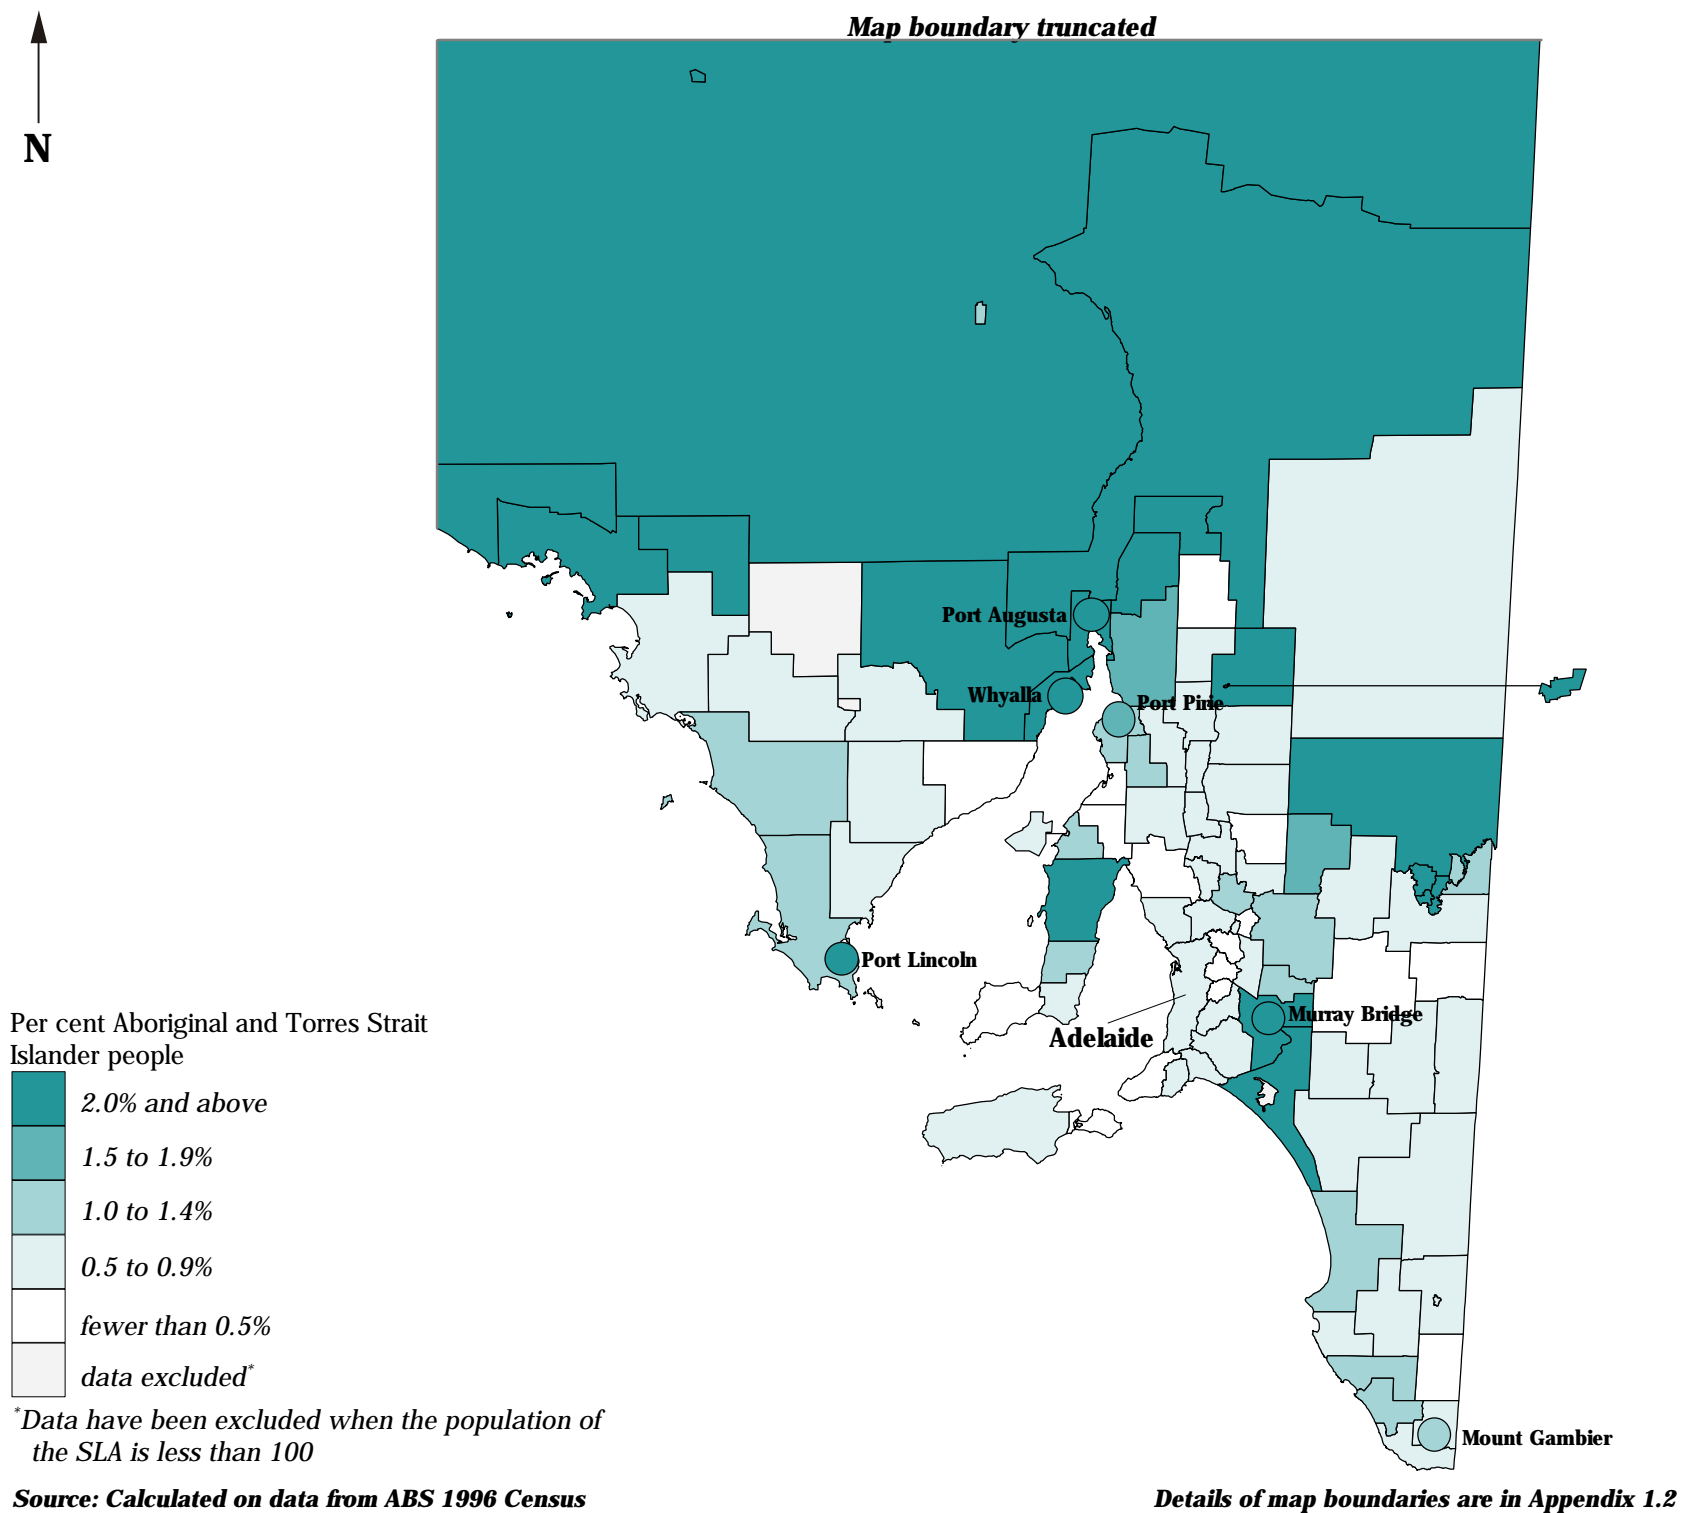 Map boundary truncated
N
Port Augusta
Whyalla
Port Pirie
Port Lincoln
Murray Bridge
Adelaide
Per cent Aboriginal and Torres Strait
Islander people
2.0% and above
1.5 to 1.9%
1.0 to 1.4%
0.5 to 0.9%
fewer than 0.5%
data excluded*
*Data have been excluded when the population of
the SLA is less than 100
Mount Gambier
Source: Calculated on data from ABS 1996 Census
Details of map boundaries are in Appendix 1.2